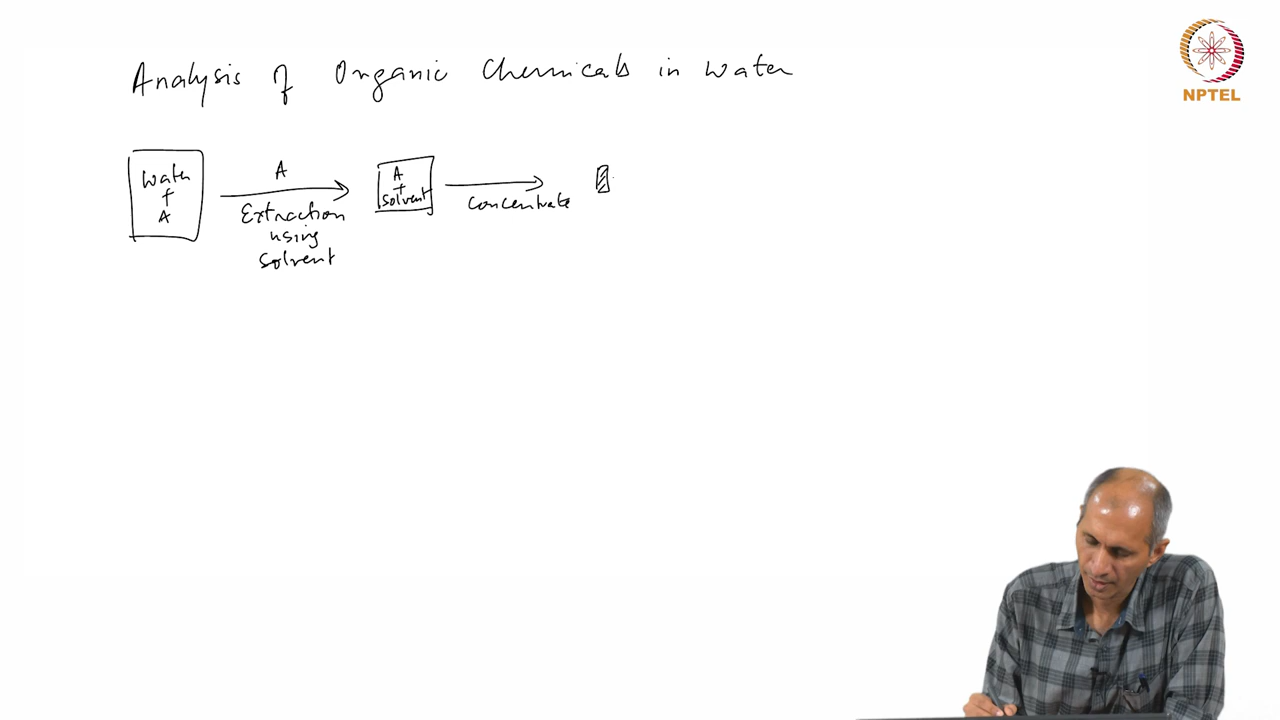 Analysis of Organic Chemicals in water
NPTEL
water
+
A
A
Extraction
using
solvent
A
+
solvent
concentrate